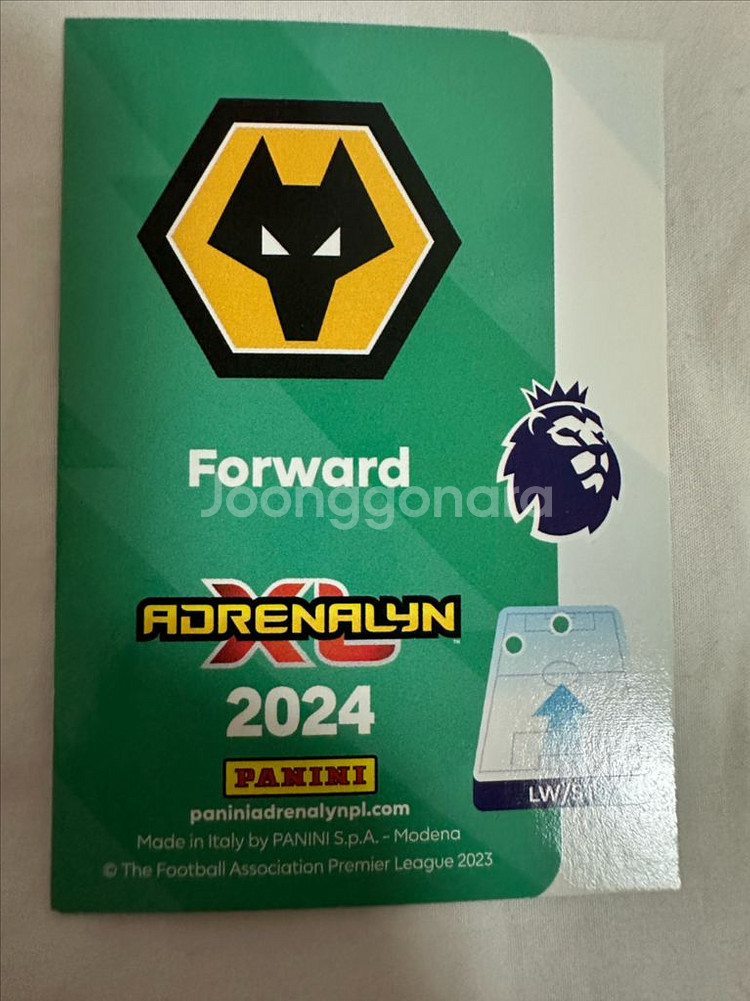 Forward
Joonggonara
ADRENALYN
XL
2024
PANINI
paniniadrenalynpl.com
LW/S
Made in Italy by PANINI S.p.A. - Modena
© The Football Association Premier League 2023